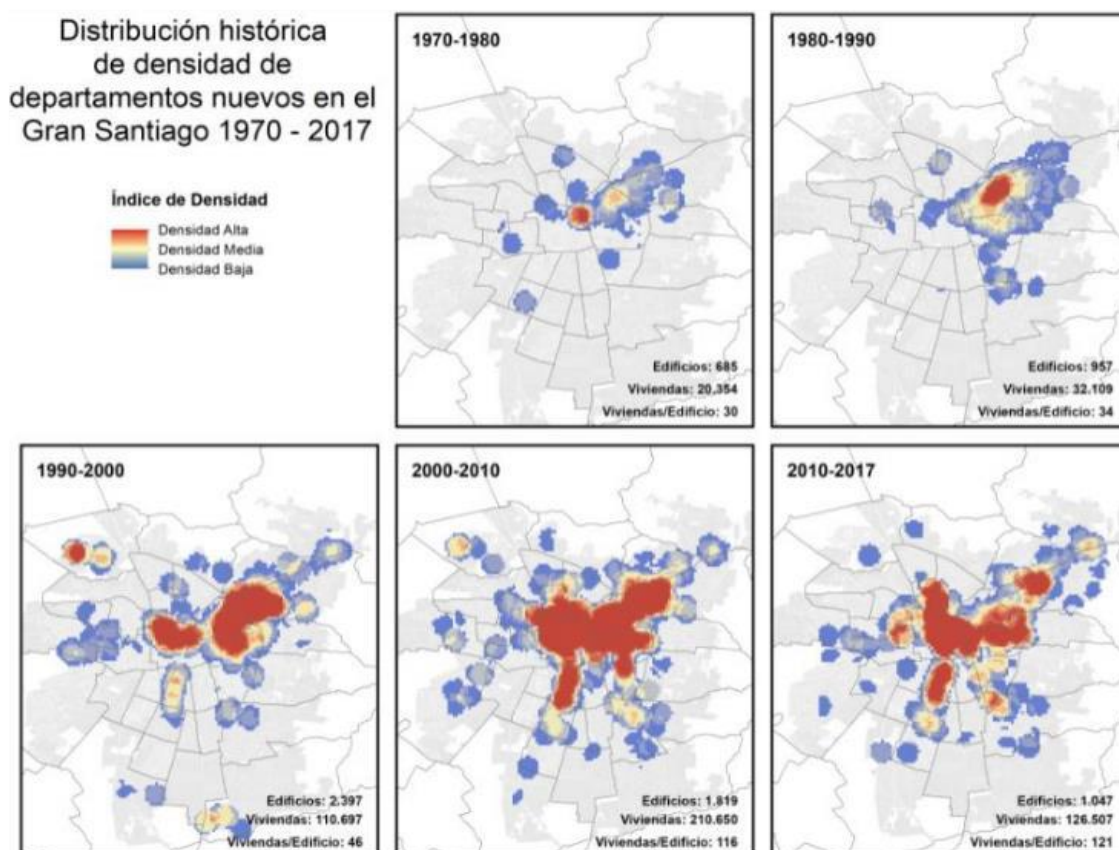 Distribución histórica
de densidad de
departamentos nuevos en el
Gran Santiago 1970 - 2017
Índice de Densidad
Densidad Alta
Densidad Media
Densidad Baja
1970-1980
Edificios: 685
Viviendas: 20.354
Viviendas/Edificio: 30
1980-1990
Edificios: 957
Viviendas: 32.109
Viviendas/Edificio: 34
1990-2000
Edificios: 2.397
Viviendas: 110.697
Viviendas/Edificio: 46
2000-2010
Edificios: 1.819
Viviendas: 210.650
Viviendas/Edificio: 116
2010-2017
Edificios: 1.047
Viviendas: 126.507
Viviendas/Edificio: 121